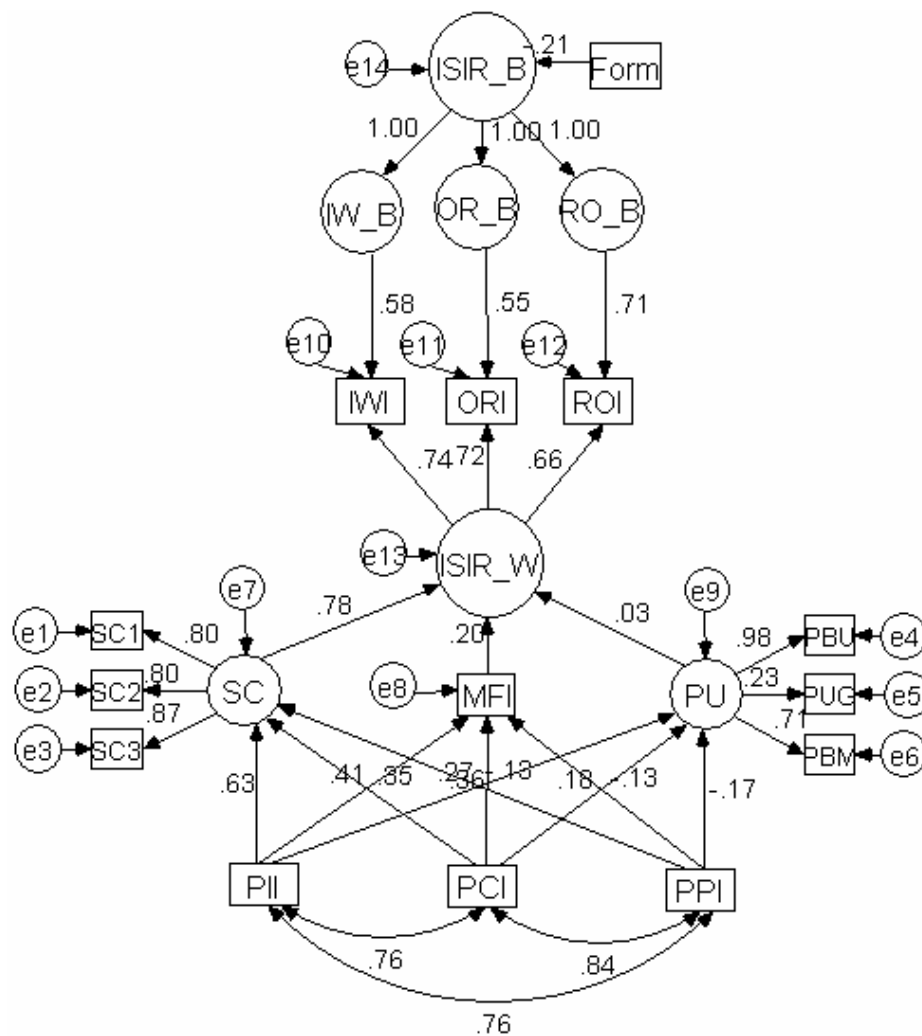 ISIR_B
-.21
Form
e14
1.00
1.00
1.00
IW_B
OR_B
RO_B
.58
.55
.71
e10
e11
e12
IWI
ORI
ROI
.74
.72
.66
e13
ISIR_W
e7
.78
.03
e9
e1
SC1
.80
.20
.98
PBU
e4
e2
SC2
.80
SC
e8
MFI
PU
.23
PUG
e5
e3
SC3
.87
.71
PBM
e6
.63
.41
.35
.27
.36
.13
.18
-.13
-.17
PII
PCI
PPI
.76
.84
.76